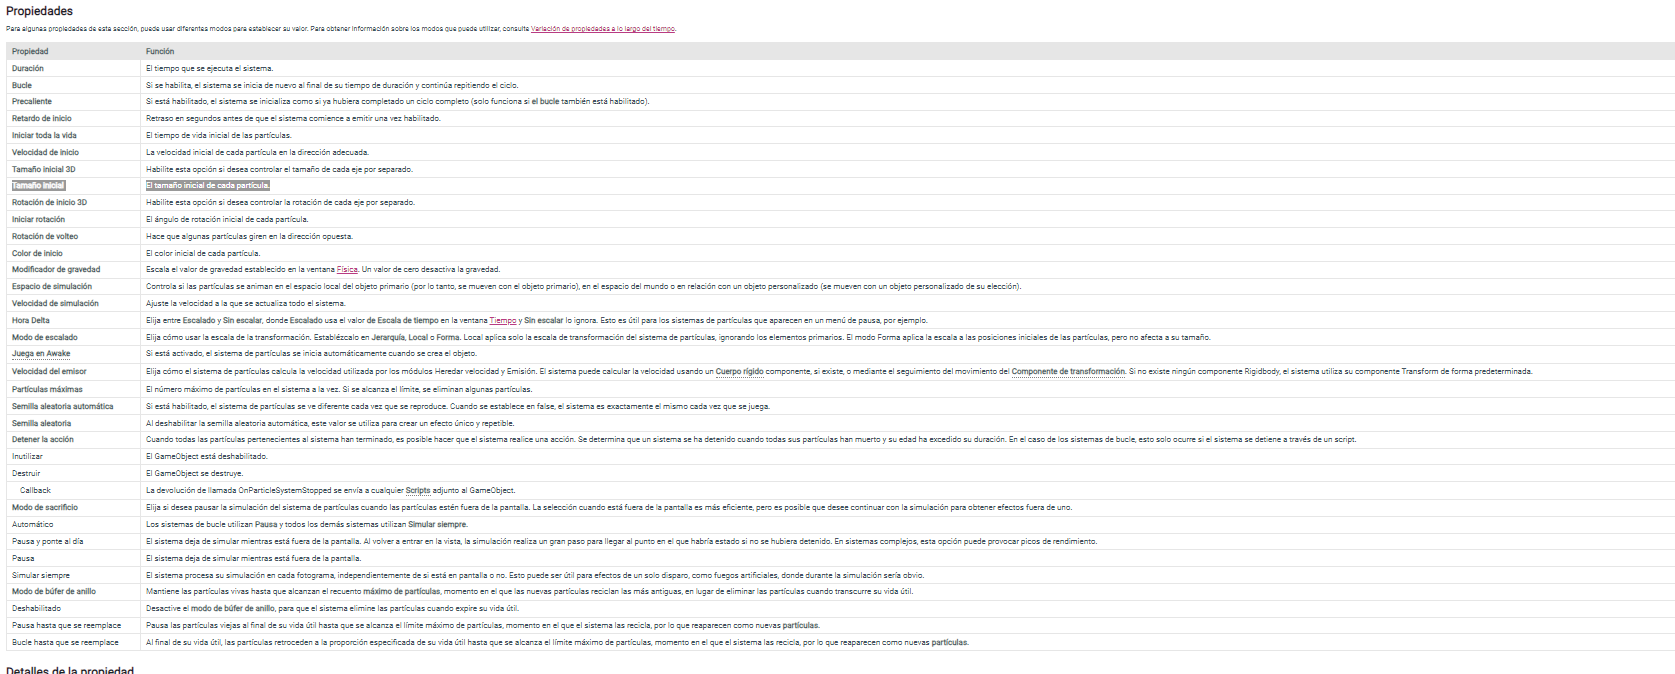 Propiedades
Para algunas propiedades de esta sección, puede usar diferentes modos para establecer su valor. Para obtener información sobre los modos que puede utilizar, consulte Variación de propiedades a lo largo del tiempo.
Propiedad Función
Duración El tiempo que se ejecuta el sistema.
Bucle Si se habilita, el sistema se inicia de nuevo al final de su tiempo de duración y continúa repitiendo el ciclo.
Precaliente Si está habilitado, el sistema se inicializa como si ya hubiera completado un ciclo completo (solo funciona si el bucle también está habilitado).
Retardo de inicio Retraso en segundos antes de que el sistema comience a emitir una vez habilitado.
Iniciar toda la vida El tiempo de vida inicial de las partículas.
Velocidad de inicio La velocidad inicial de cada partícula en la dirección adecuada.
Tamaño inicial 3D Habilite esta opción si desea controlar el tamaño de cada eje por separado.
Tamaño inicial El tamaño inicial de cada partícula.
Rotación de inicio 3D Habilite esta opción si desea controlar la rotación de cada eje por separado.
Iniciar rotación El ángulo de rotación inicial de cada partícula.
Rotación de volteo Hace que algunas partículas giren en la dirección opuesta.
Color de inicio El color inicial de cada partícula.
Modificador de gravedad Escala el valor de gravedad establecido en la ventana Física. Un valor de cero desactiva la gravedad.
Espacio de simulación Controla si las partículas se animan en el espacio local del objeto primario (por lo tanto, se mueven con el objeto primario), en el espacio del mundo o en relación con un objeto personalizado (se mueven con un objeto personalizado de su elección).
Velocidad de simulación Ajuste la velocidad a la que se actualiza todo el sistema.
Hora Delta Elija entre Escalado y Sin escalar, donde Escalado usa el valor de Escala de tiempo en la ventana Tiempo y Sin escalar lo ignora. Esto es útil para los sistemas de partículas que aparecen en un menú de pausa, por ejemplo.
Modo de escalado Elija cómo usar la escala de la transformación. Establézcalo en Jerarquía, Local o Forma. Local aplica solo la escala de transformación del sistema de partículas, ignorando los elementos primarios. El modo Forma aplica la escala a las posiciones iniciales de las partículas, pero no afecta a su tamaño.
Juega en Awake Si está activado, el sistema de partículas se inicia automáticamente cuando se crea el objeto.
Velocidad del emisor Elija cómo el sistema de partículas calcula la velocidad utilizada por los módulos Heredar velocidad y Emisión. El sistema puede calcular la velocidad usando un Cuerpo rígido componente, si existe, o mediante el seguimiento del movimiento del Componente de transformación. Si no existe ningún componente Rigidbody, el sistema utiliza su componente Transform de forma predeterminada.
Partículas máximas El número máximo de partículas en el sistema a la vez. Si se alcanza el límite, se eliminan algunas partículas.
Semilla aleatoria automática Si está habilitado, el sistema de partículas se ve diferente cada vez que se reproduce. Cuando se establece en false, el sistema es exactamente el mismo cada vez que se juega.
Semilla aleatoria Al deshabilitar la semilla aleatoria automática, este valor se utiliza para crear un efecto único y repetible.
Detener la acción Cuando todas las partículas pertenecientes al sistema han terminado, es posible hacer que el sistema realice una acción. Se determina que un sistema se ha detenido cuando todas sus partículas han muerto y su edad ha excedido su duración. En el caso de los sistemas de bucle, esto solo ocurre si el sistema se detiene a través de un script.
Inutilizar El GameObject está deshabilitado.
Destruir El GameObject se destruye.
Callback La devolución de llamada OnParticleSystemStopped se envía a cualquier Scripts adjunto al GameObject.
Modo de sacrificio Elija si desea pausar la simulación del sistema de partículas cuando las partículas estén fuera de la pantalla. La selección cuando está fuera de la pantalla es más eficiente, pero es posible que desee continuar con la simulación para obtener efectos fuera de uno.
Automático Los sistemas de bucle utilizan Pausa y todos los demás sistemas utilizan Simular siempre.
Pausa y ponte al día El sistema deja de simular mientras está fuera de la pantalla. Al volver a entrar en la vista, la simulación realiza un gran paso para llegar al punto en el que habría estado si no se hubiera detenido. En sistemas complejos, esta opción puede provocar picos de rendimiento.
Pausa El sistema deja de simular mientras está fuera de la pantalla.
Simular siempre El sistema procesa su simulación en cada fotograma, independientemente de si está en pantalla o no. Esto puede ser útil para efectos de un solo disparo, como fuegos artificiales, donde durante la simulación sería obvio.
Modo de búfer de anillo Mantiene las partículas vivas hasta que alcanzan el recuento máximo de partículas, momento en el que las nuevas partículas reciclan las más antiguas, en lugar de eliminar las partículas cuando transcurre su vida útil.
Deshabilitado Desactive el modo de búfer de anillo, para que el sistema elimine las partículas cuando expire su vida útil.
Pausa hasta que se reemplace Pausa las partículas viejas al final de su vida útil hasta que se alcanza el límite máximo de partículas, momento en el que el sistema las recicla, por lo que reaparecen como nuevas partículas.
Bucle hasta que se reemplace Al final de su vida útil, las partículas retroceden a la proporción especificada de su vida útil hasta que se alcanza el límite máximo de partículas, momento en el que el sistema las recicla, por lo que reaparecen como nuevas partículas.
Detalles de la propiedad